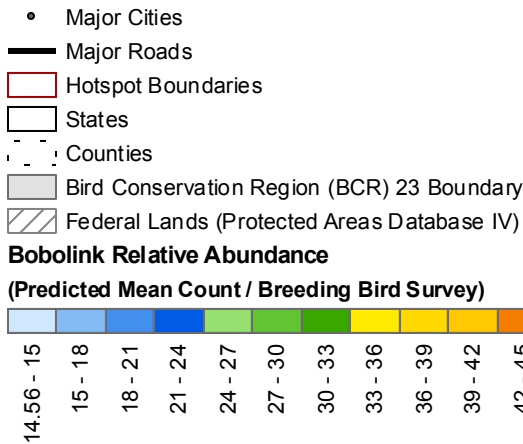 Major Cities
Major Roads
Hotspot Boundaries
States
Counties
Bird Conservation Region (BCR) 23 Boundary
Federal Lands (Protected Areas Database IV)
Bobolink Relative Abundance
(Predicted Mean Count / Breeding Bird Survey)
14.56 - 15
15 - 18
18 - 21
21 - 24
24 - 27
27 - 30
30 - 33
33 - 36
36 - 39
39 - 42
42 - 45